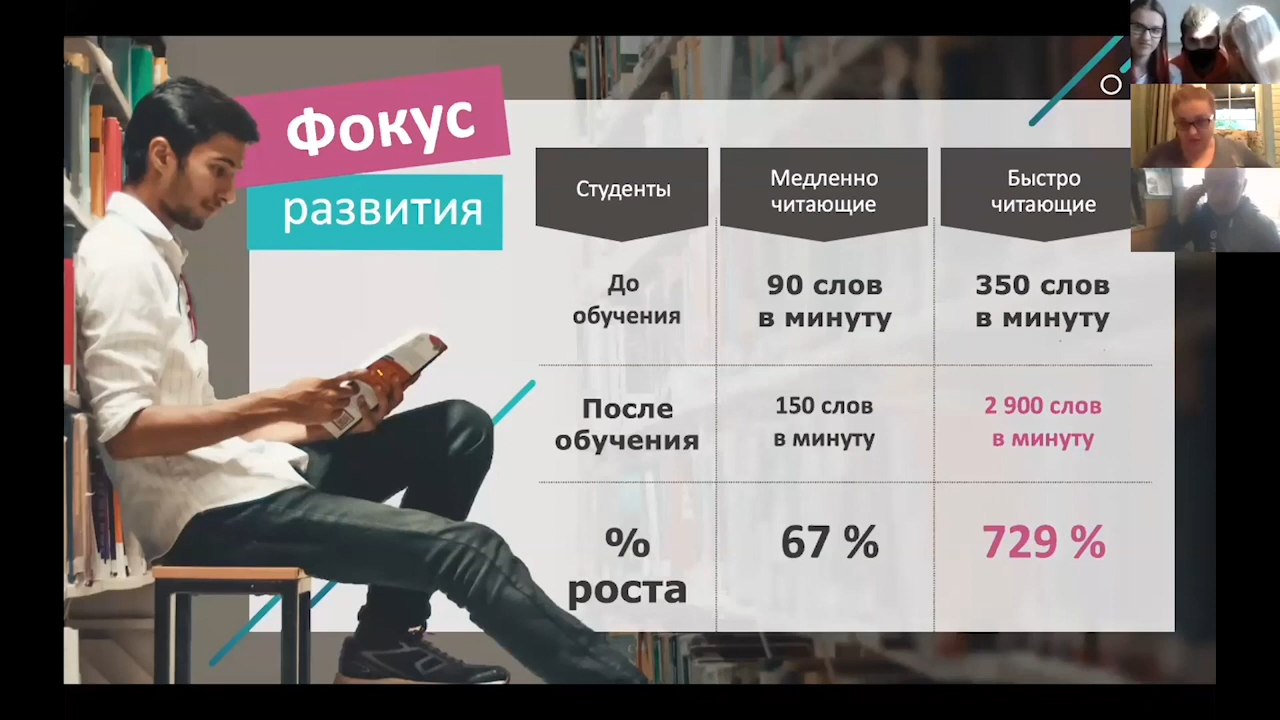 Фокус
развития
Студенты
Медленно
читающие
Быстро
читающие
До
обучения
90 слов
в минуту
350 слов
в минуту
После
обучения
150 слов
в минуту
2 900 слов
в минуту
%
роста
67 %
729 %